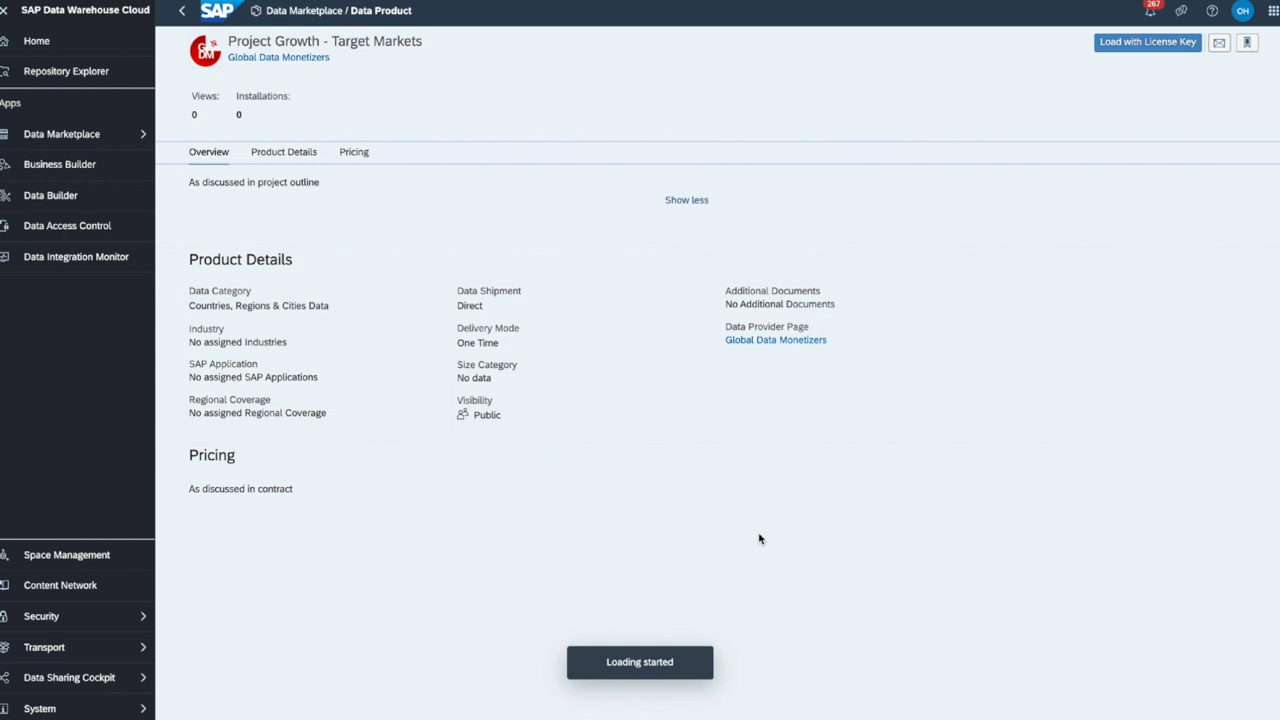 SAP Data Warehouse Cloud
SAP
Data Marketplace / Data Product
267
OH
Home
Repository Explorer
Apps
Data Marketplace
Business Builder
Data Builder
Data Access Control
Data Integration Monitor
Space Management
Content Network
Security
Transport
Data Sharing Cockpit
System
GDM
Project Growth - Target Markets
Global Data Monetizers
Load with License Key
Views: Installations:
0 0
Overview Product Details Pricing
As discussed in project outline
Show less
Product Details
Data Category
Countries, Regions & Cities Data
Industry
No assigned Industries
SAP Application
No assigned SAP Applications
Regional Coverage
No assigned Regional Coverage
Data Shipment
Direct
Delivery Mode
One Time
Size Category
No data
Visibility
Public
Additional Documents
No Additional Documents
Data Provider Page
Global Data Monetizers
Pricing
As discussed in contract
Loading started